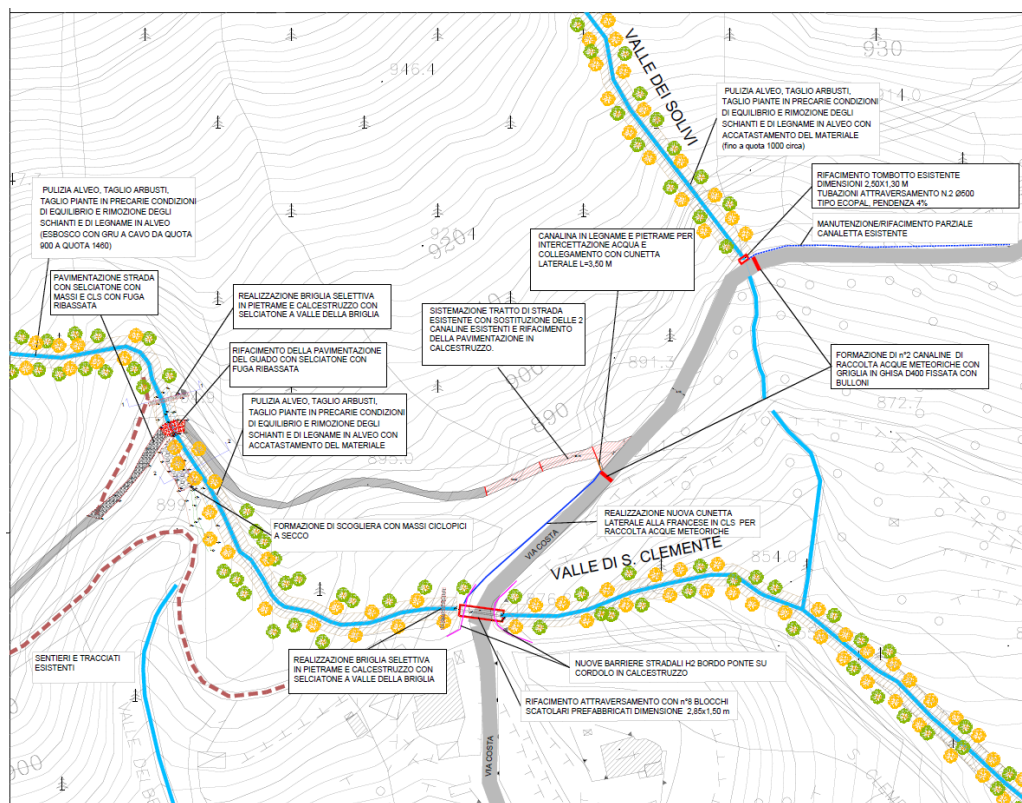 930
946.4
VALLE DEI SOLIVI
914.0
PULIZIA ALVEO, TAGLIO ARBUSTI,
TAGLIO PIANTE IN PRECARIE CONDIZIONI
DI EQUILIBRIO E RIMOZIONE DEGLI
SCHIANTI E DI LEGNAME IN ALVEO CON
ACCATASTAMENTO DEL MATERIALE
(fino a quota 1000 circa)
RIFACIMENTO TOMBOTTO ESISTENTE
DIMENSIONI 2,50X1,30 M
TUBAZIONI ATTRAVERSAMENTO N.2 Ø500
TIPO ECOPAL, PENDENZA 4%
MANUTENZIONE/RIFACIMENTO PARZIALE
CANALETTA ESISTENTE
PULIZIA ALVEO, TAGLIO ARBUSTI,
TAGLIO PIANTE IN PRECARIE CONDIZIONI
DI EQUILIBRIO E RIMOZIONE DEGLI
SCHIANTI E DI LEGNAME IN ALVEO
(ESBOSCO CON GRU A CAVO DA QUOTA
900 A QUOTA 1460)
920
CANALINA IN LEGNAME E PIETRAME PER
INTERCETTAZIONE ACQUA E
COLLEGAMENTO CON CUNETTA
LATERALE L=3,50 M
PAVIMENTAZIONE STRADA
CON SELCIATONE CON
MASSI E CLS CON FUGA
RIBASSATA
REALIZZAZIONE BRIGLIA SELETTIVA
IN PIETRAME E CALCESTRUZZO CON
SELCIATONE A VALLE DELLA BRIGLIA
SISTEMAZIONE TRATTO DI STRADA
ESISTENTE CON SOSTITUZIONE DELLE 2
CANALINE ESISTENTI E RIFACIMENTO
DELLA PAVIMENTAZIONE IN
CALCESTRUZZO.
RIFACIMENTO DELLA PAVIMENTAZIONE
DEL GUADO CON SELCIATONE CON
FUGA RIBASSATA
891.3
900
FORMAZIONE DI n°2 CANALINE DI
RACCOLTA ACQUE METEORICHE CON
GRIGLIA IN GHISA D400 FISSATA CON
BULLONI
872.7
PULIZIA ALVEO, TAGLIO ARBUSTI,
TAGLIO PIANTE IN PRECARIE CONDIZIONI
DI EQUILIBRIO E RIMOZIONE DEGLI
SCHIANTI E DI LEGNAME IN ALVEO CON
ACCATASTAMENTO DEL MATERIALE
890
893.0
FORMAZIONE DI SCOGLIERA CON MASSI CICLOPICI
A SECCO
REALIZZAZIONE NUOVA CUNETTA
LATERALE ALLA FRANCESE IN CLS PER
RACCOLTA ACQUE METEORICHE
VIA COSTA
VALLE DI S. CLEMENTE
854.0
SENTIERI E TRACCIATI
ESISTENTI
REALIZZAZIONE BRIGLIA SELETTIVA
IN PIETRAME E CALCESTRUZZO CON
SELCIATONE A VALLE DELLA BRIGLIA
NUOVE BARRIERE STRADALI H2 BORDO PONTE SU
CORDOLO IN CALCESTRUZZO
RIFACIMENTO ATTRAVERSAMENTO CON n°8 BLOCCHI
SCATOLARI PREFABBRICATI DIMENSIONE 2,85x1,50 m
VIA COSTA
900